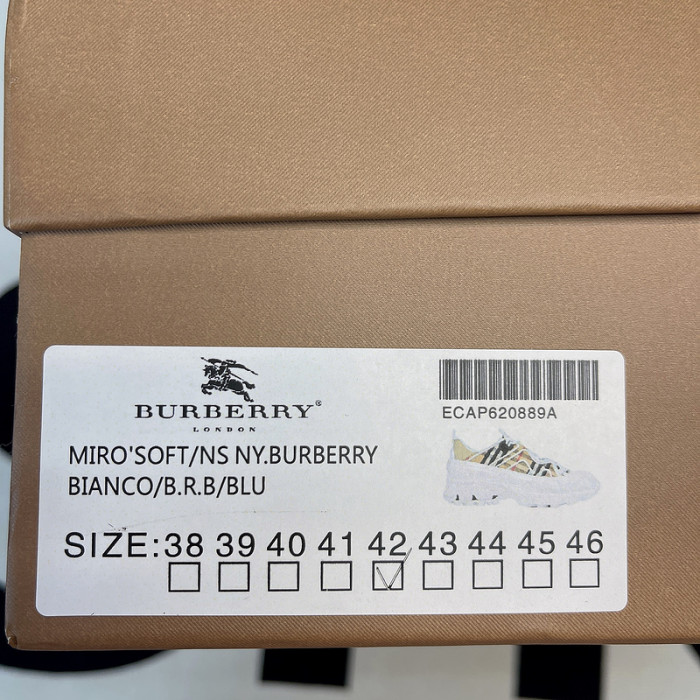 BURBERRY®
LONDON
ECAP620889A
MIRO'SOFT/NS NY.BURBERRY
BIANCO/B.R.B/BLU
SIZE:38 39 40 41 42 43 44 45 46